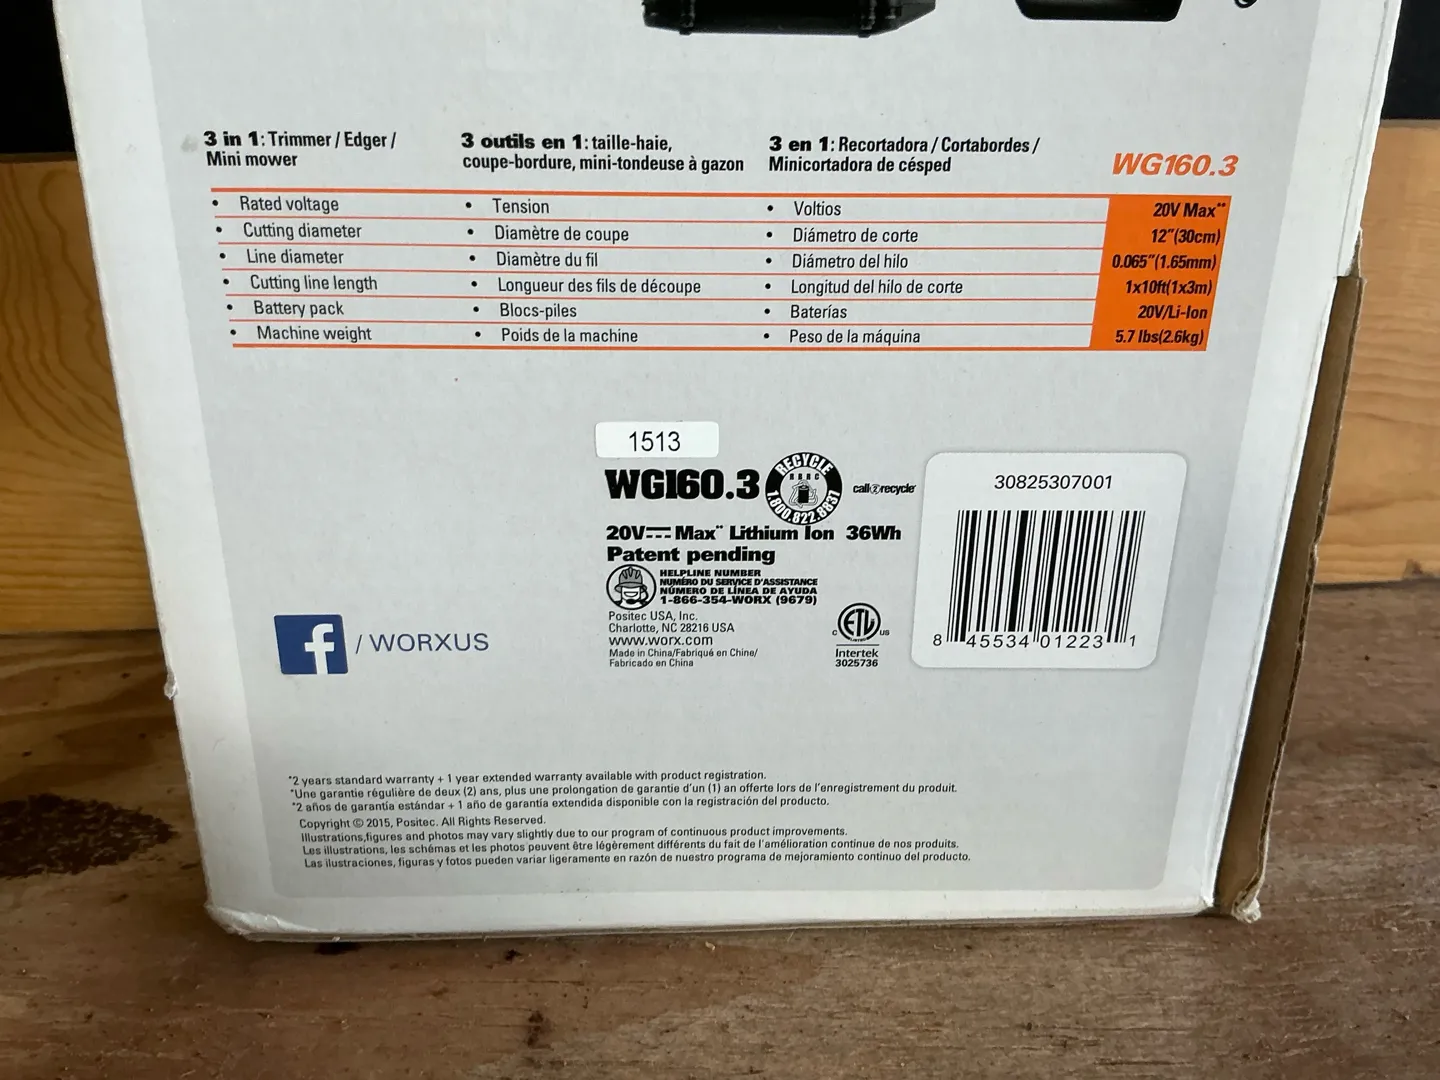 3 in 1: Trimmer / Edger /
Mini mower
3 outils en 1: taille-haie,
coupe-bordure, mini-tondeuse à gazon
3 en 1: Recortadora / Cortabordes /
Minicortadora de césped
WG160.3
• Rated voltage • Tension • Voltios 20V Max**
• Cutting diameter • Diamètre de coupe • Diámetro de corte 12"(30cm)
• Line diameter • Diamètre du fil • Diámetro del hilo 0.065"(1.65mm)
• Cutting line length • Longueur des fils de découpe • Longitud del hilo de corte 1x10ft(1x3m)
• Battery pack • Blocs-piles • Baterías 20V/Li-Ion
• Machine weight • Poids de la machine • Peso de la máquina 5.7 lbs(2.6kg)
1513
WG160.3
RECYCLE
RBRC
1.800.822.8837
call2recycle
20V Max** Lithium Ion 36Wh
Patent pending
HELPLINE NUMBER
NUMÉRO DU SERVICE D'ASSISTANCE
NÚMERO DE LÍNEA DE AYUDA
1-866-354-WORX (9679)
Positec USA, Inc.
Charlotte, NC 28216 USA
www.worx.com
Made in China/Fabriqué en Chine/
Fabricado en China
C ETL US
LISTED
Intertek
3025736
30825307001
8 45534 01223 1
f / WORXUS
*2 years standard warranty + 1 year extended warranty available with product registration.
*Une garantie régulière de deux (2) ans, plus une prolongation de garantie d'un (1) an offerte lors de l'enregistrement du produit.
*2 años de garantía estándar + 1 año de garantía extendida disponible con la registración del producto.
Copyright © 2015, Positec. All Rights Reserved.
Illustrations,figures and photos may vary slightly due to our program of continuous product improvements.
Les illustrations, les schémas et les photos peuvent être légèrement différents du fait de l'amélioration continue de nos produits.
Las ilustraciones, figuras y fotos pueden variar ligeramente en razón de nuestro programa de mejoramiento continuo del producto.